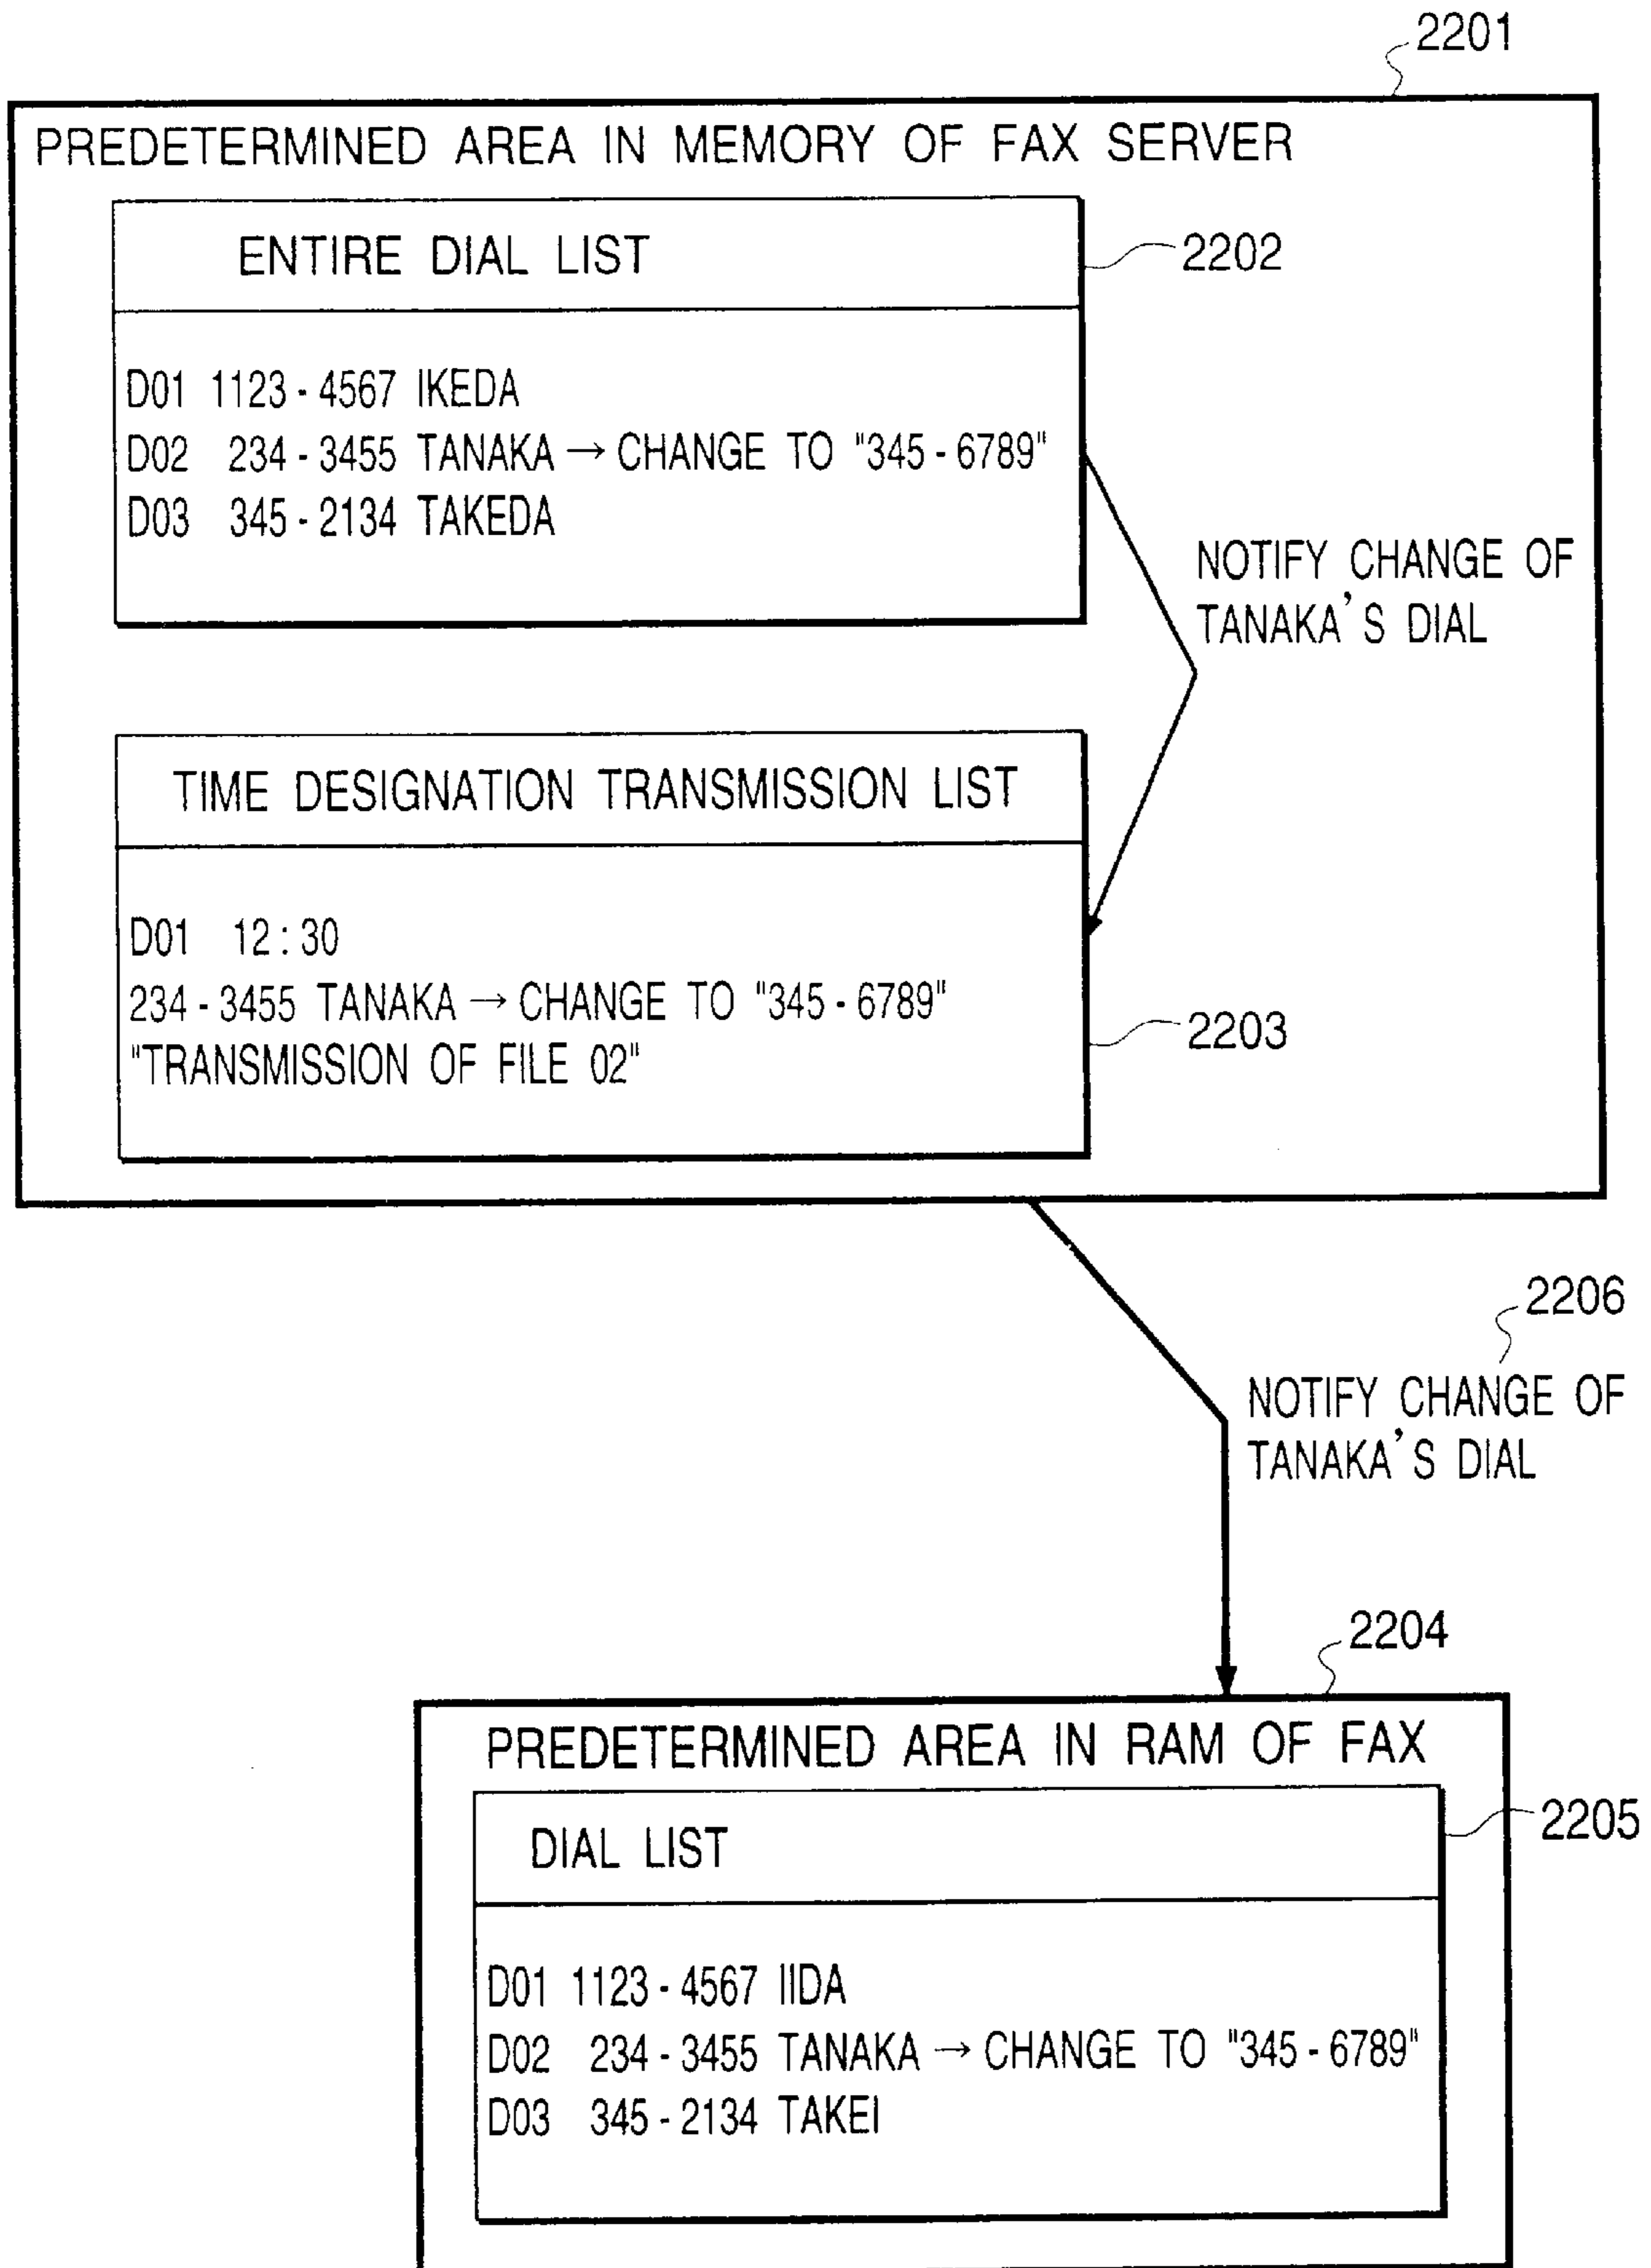 2201
PREDETERMINED AREA IN MEMORY OF FAX SERVER
ENTIRE DIAL LIST
2202
D01 1123-4567 IKEDA
D02 234-3455 TANAKA → CHANGE TO "345-6789"
D03 345-2134 TAKEDA
NOTIFY CHANGE OF
TANAKA'S DIAL
TIME DESIGNATION TRANSMISSION LIST
D01 12:30
234-3455 TANAKA → CHANGE TO "345-6789"
"TRANSMISSION OF FILE 02"
2203
2206
NOTIFY CHANGE OF
TANAKA'S DIAL
2204
PREDETERMINED AREA IN RAM OF FAX
DIAL LIST
2205
D01 1123-4567 IIDA
D02 234-3455 TANAKA → CHANGE TO "345-6789"
D03 345-2134 TAKEI